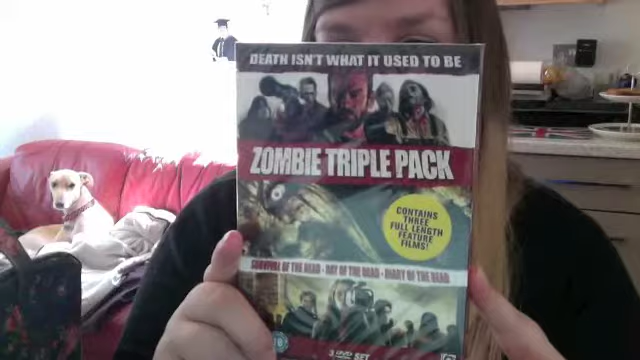 DEATH ISN'T WHAT IT USED TO BE
ZOMBIE TRIPLE PACK
CONTAINS
THREE
FULL LENGTH
FEATURE
FILMS!
SURVIVAL OF THE DEAD - DAY OF THE DEAD - DIARY OF THE DEAD
3 DVD SET